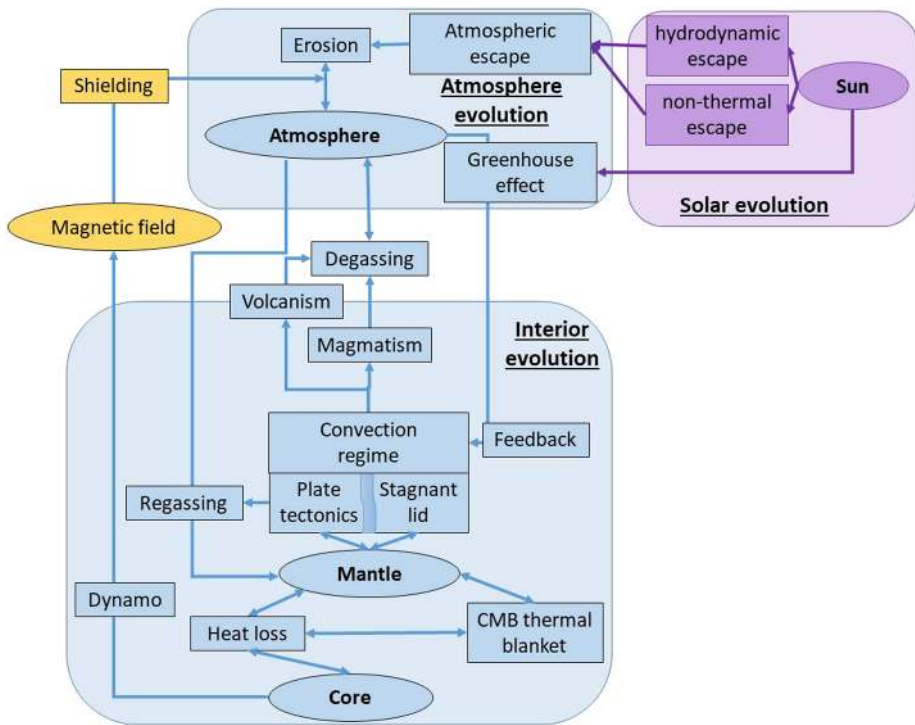 Erosion
Atmospheric
escape
hydrodynamic
escape
Shielding
Atmosphere
evolution
non-thermal
escape
Sun
Atmosphere
Greenhouse
effect
Solar evolution
Magnetic field
Degassing
Volcanism
Magmatism
Interior
evolution
Convection
regime
Feedback
Regassing
Plate
tectonics
Stagnant
lid
Mantle
Dynamo
Heat loss
CMB thermal
blanket
Core